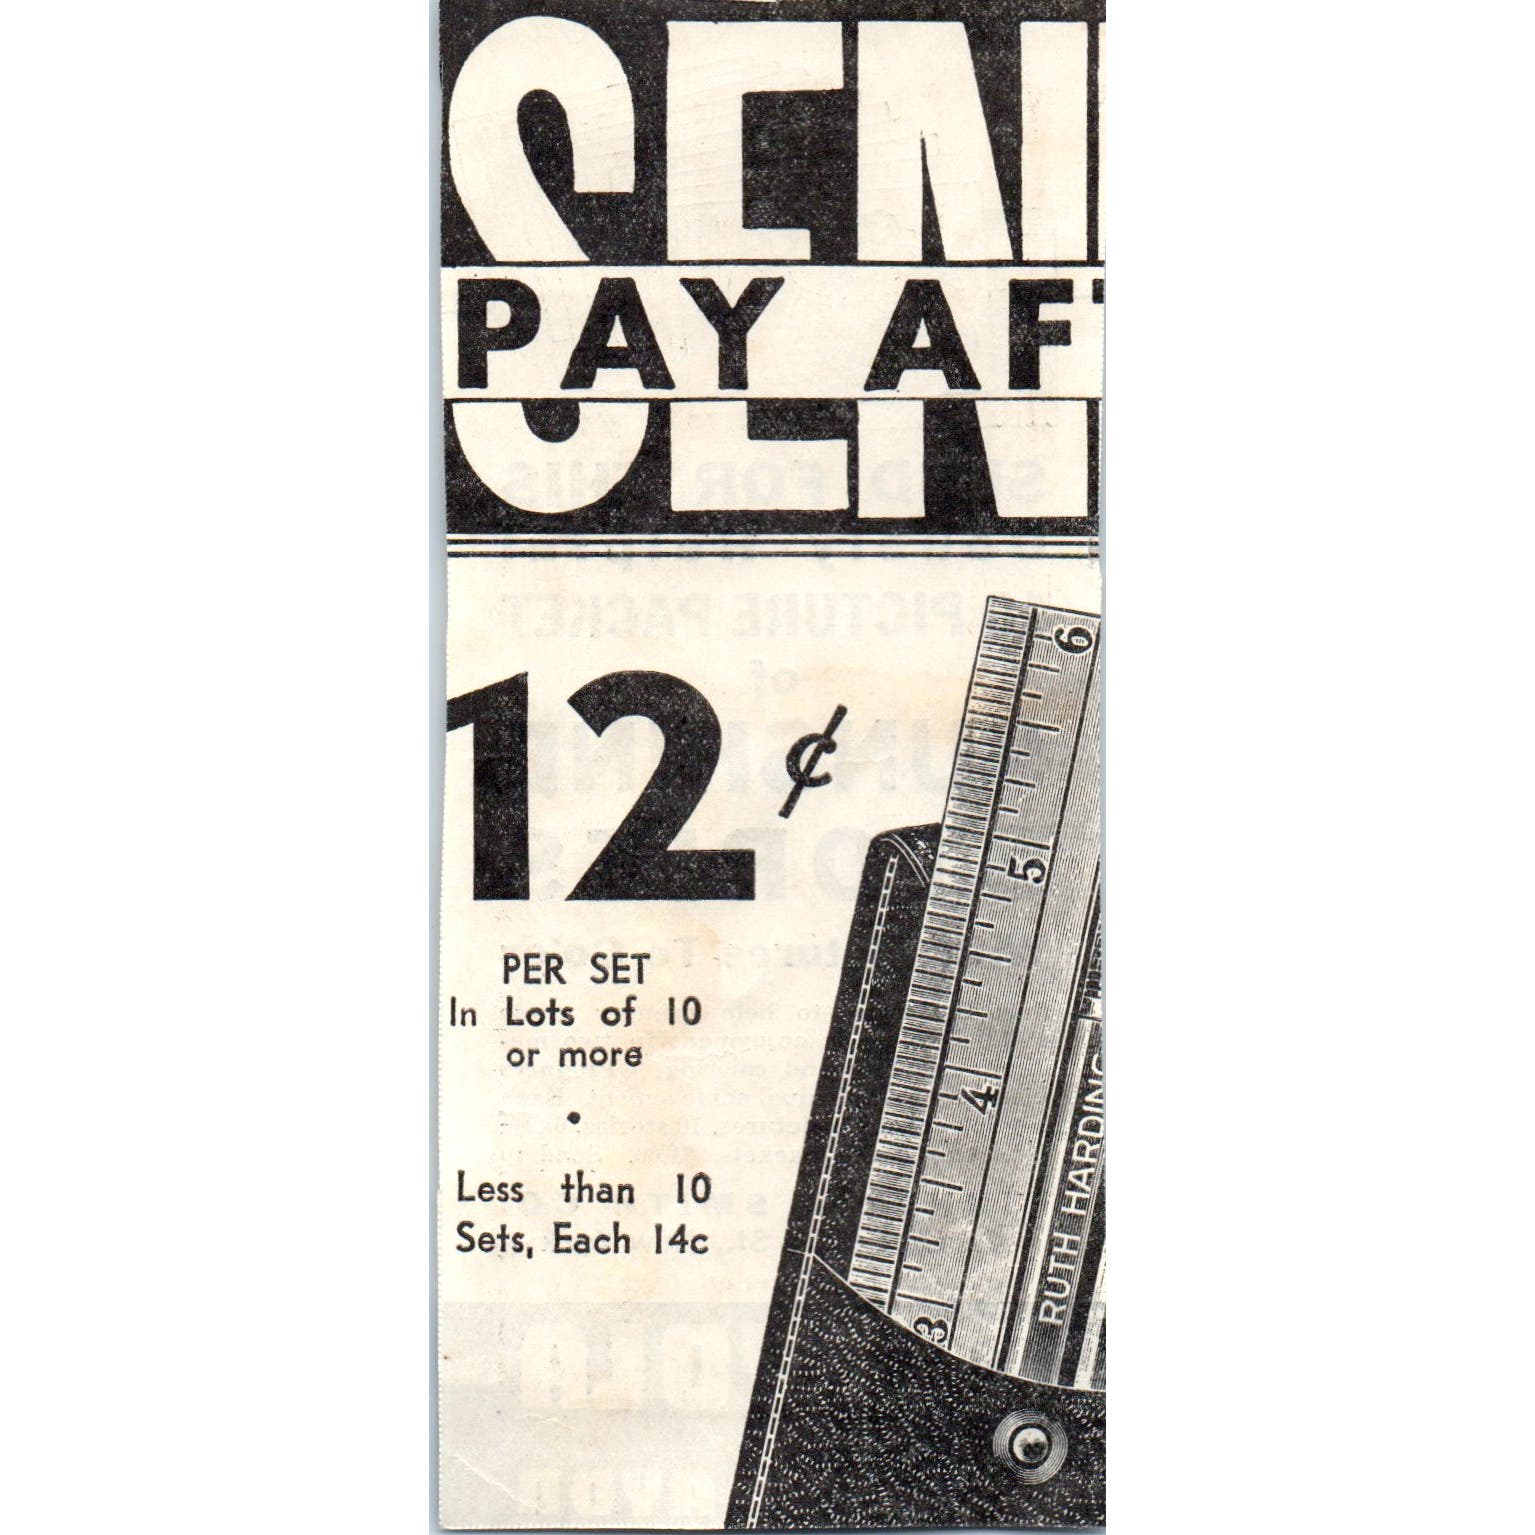 SEN
PAY AF
12¢
PER SET
In Lots of 10
or more
•
Less than 10
Sets, Each 14c
6
5
4
3
RUTH HARDING